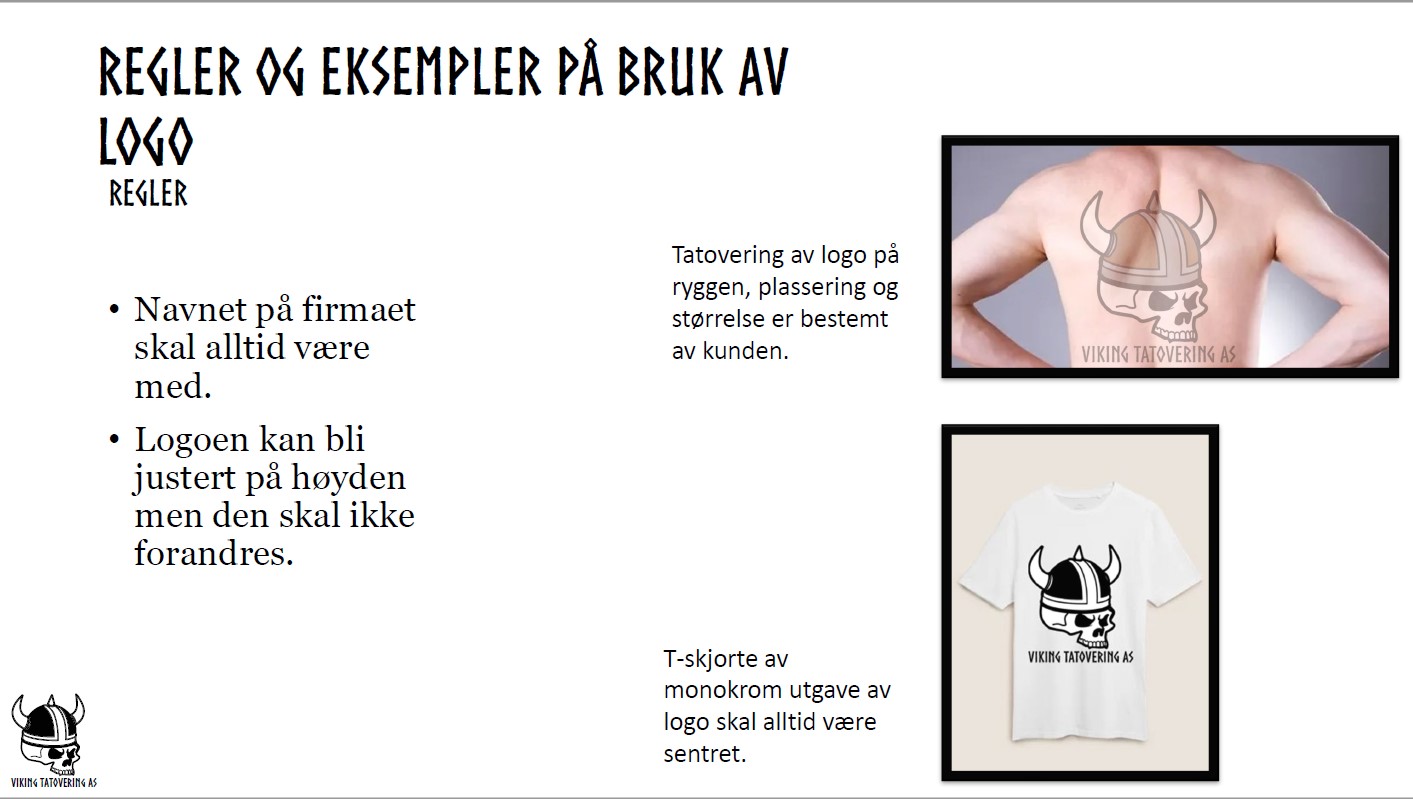 REGLER OG EKSEMPLER PÅ BRUK AV
LOGO
REGLER
• Navnet på firmaet
skal alltid være
med.
• Logoen kan bli
justert på høyden
men den skal ikke
forandres.
Tatovering av logo på
ryggen, plassering og
størrelse er bestemt
av kunden.
VIKING TATOVERING AS
T-skjorte av
monokrom utgave av
logo skal alltid være
sentret.
VIKING TATOVERING AS
VIKING TATOVERING AS